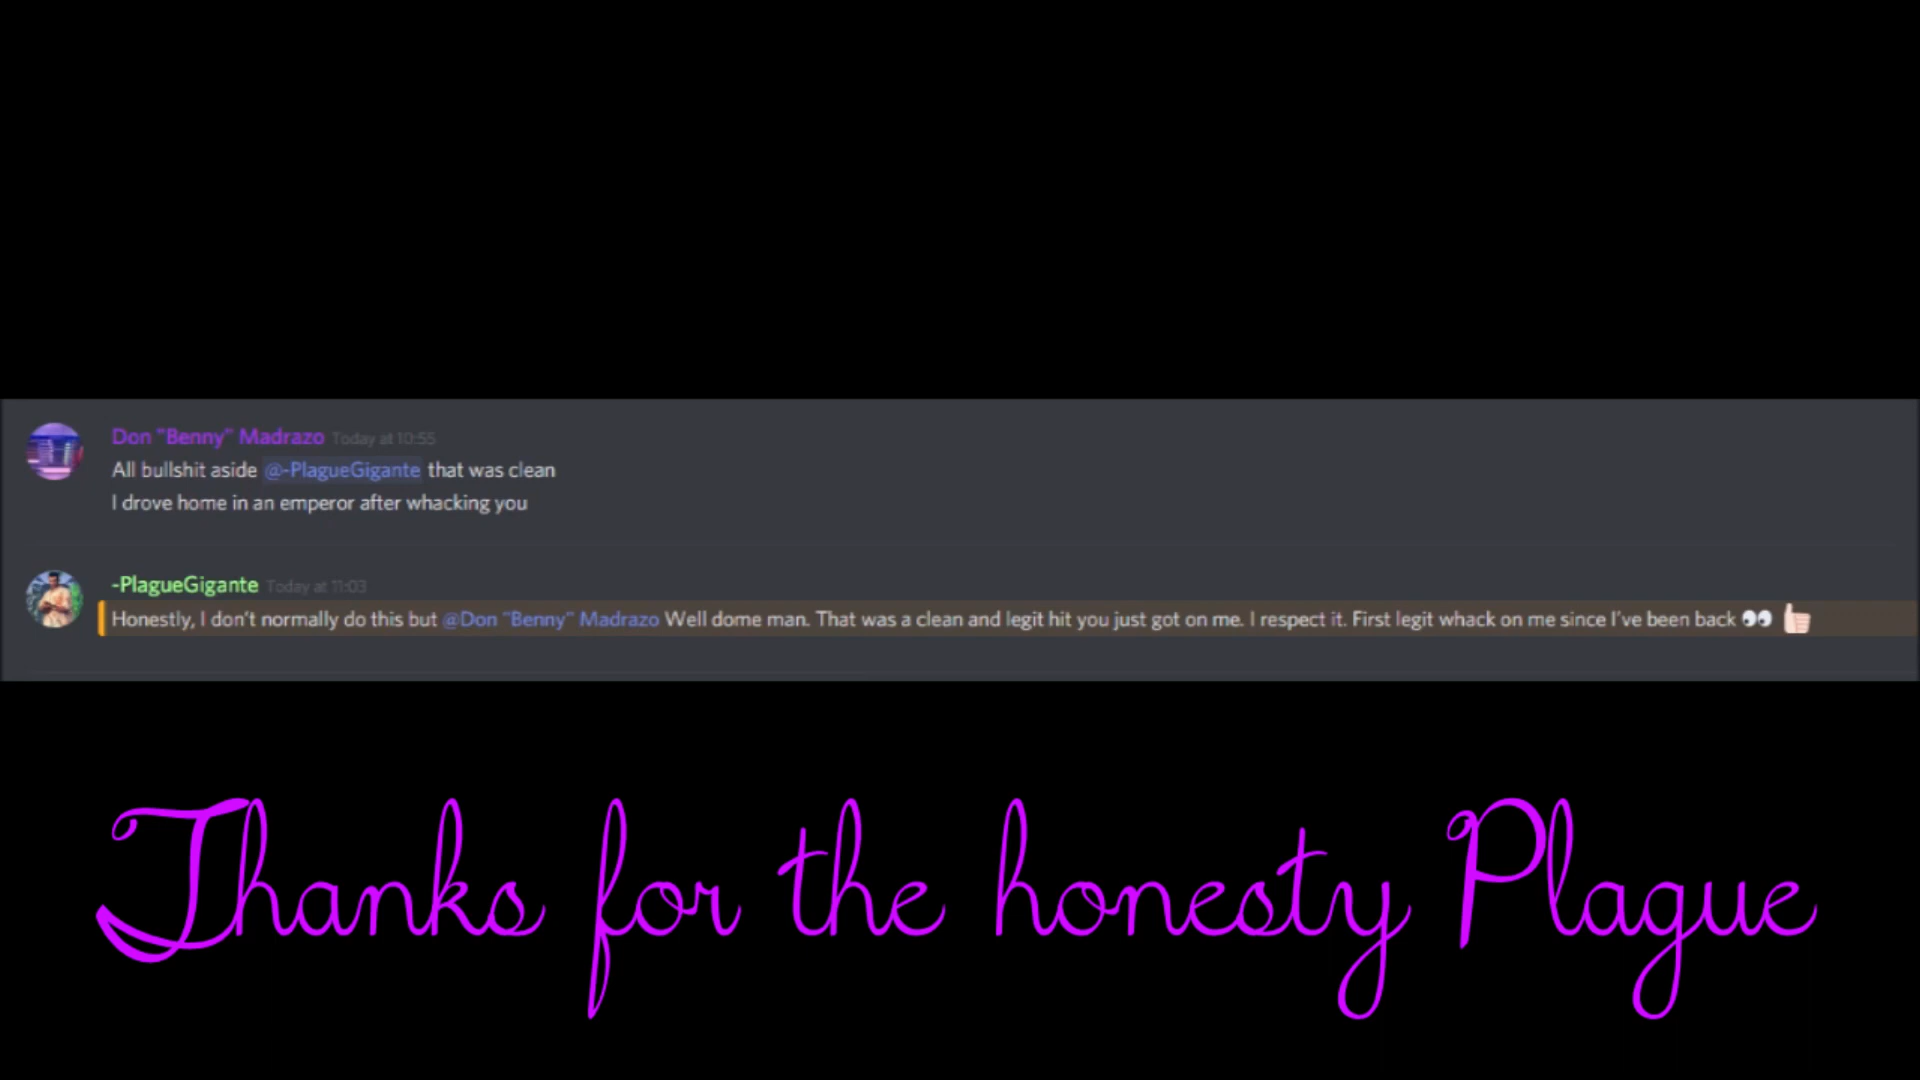 Don "Benny" Madrazo Today at 10:55
All bullshit aside @-PlagueGigante that was clean
I drove home in an emperor after whacking you
-PlagueGigante Today at 11:03
Honestly, I don't normally do this but @Don "Benny" Madrazo Well dome man. That was a clean and legit hit you just got on me. I respect it. First legit whack on me since I've been back 👀 👍🏻
Thanks for the honesty Plague